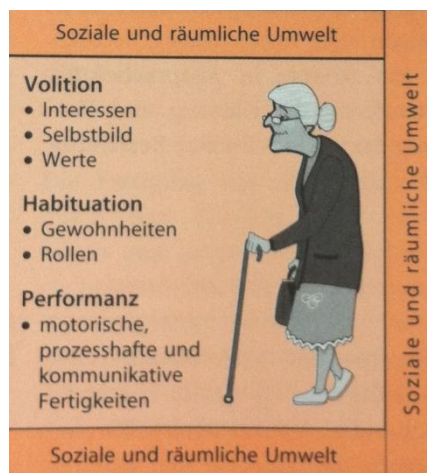 Soziale und räumliche Umwelt
Volition
• Interessen
• Selbstbild
• Werte
Habituation
• Gewohnheiten
• Rollen
Performanz
• motorische,
prozesshafte und
kommunikative
Fertigkeiten
Soziale und räumliche Umwelt
Soziale und räumliche Umwelt